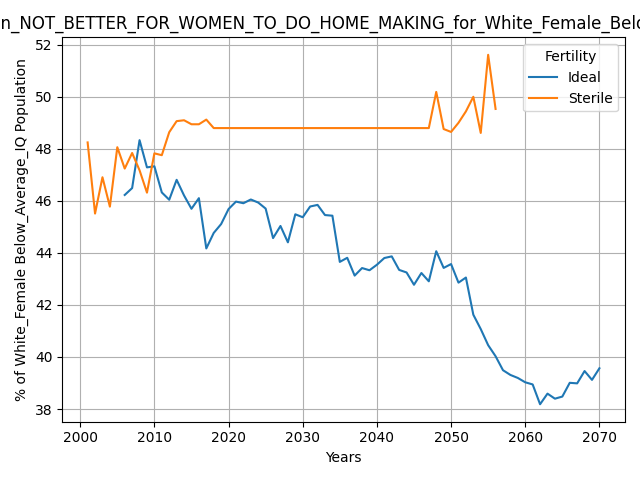 n_NOT_BETTER_FOR_WOMEN_TO_DO_HOME_MAKING_for_White_Female_Belo
% of White_Female Below_Average_IQ Population
52
50
48
46
44
42
40
38
Fertility
Ideal
Sterile
2000
2010
2020
2030
2040
2050
2060
2070
Years